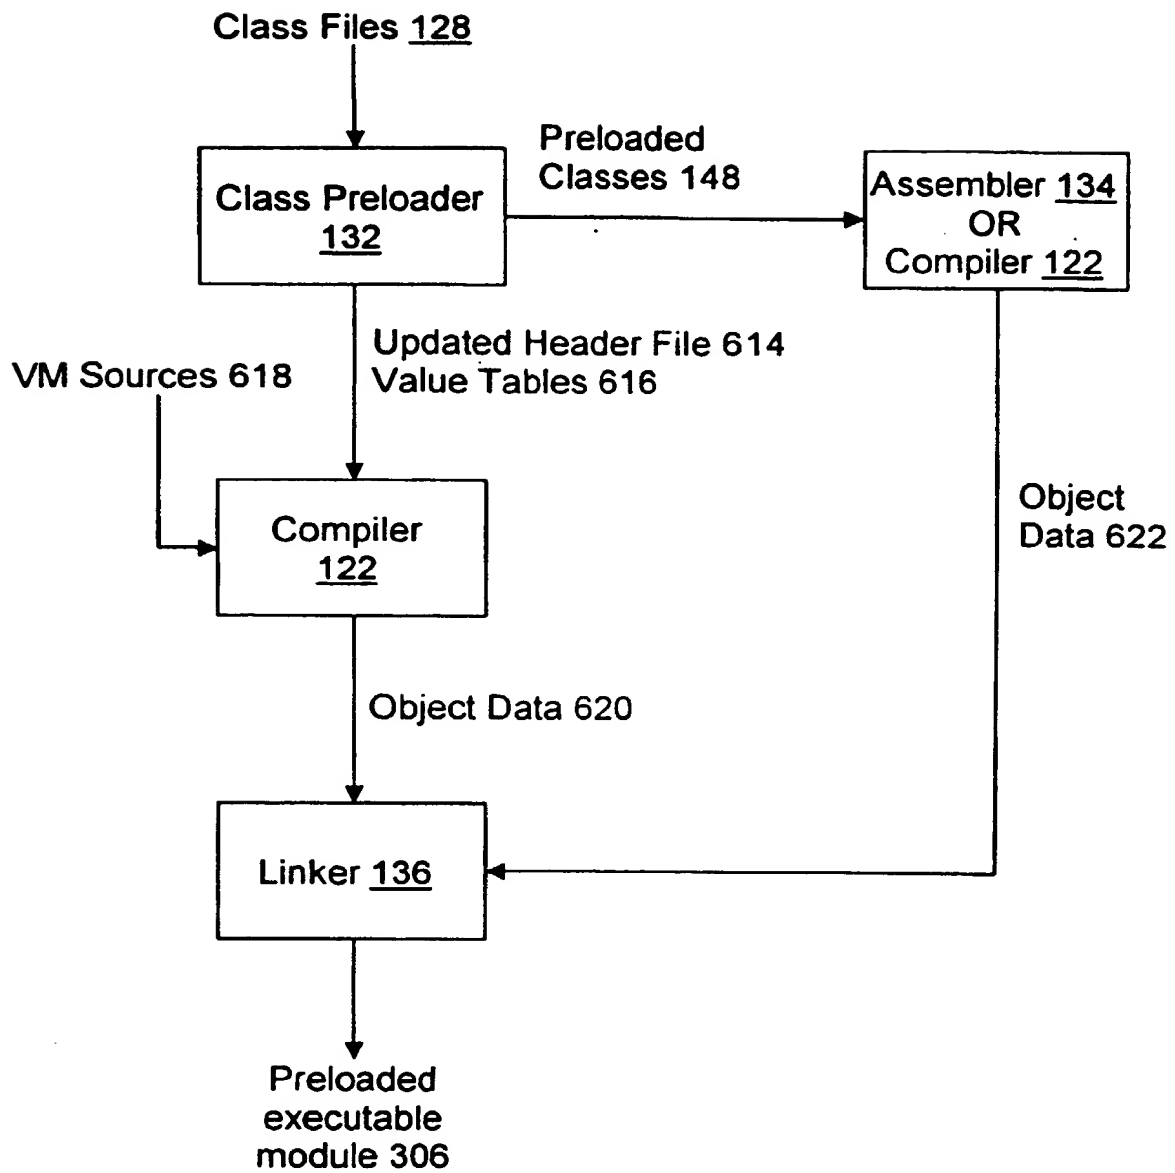 Class Files 128
Preloaded
Classes 148
Class Preloader
132
Assembler 134
OR
Compiler 122
Updated Header File 614
Value Tables 616
VM Sources 618
Compiler
122
Object
Data 622
Object Data 620
Linker 136
Preloaded
executable
module 306